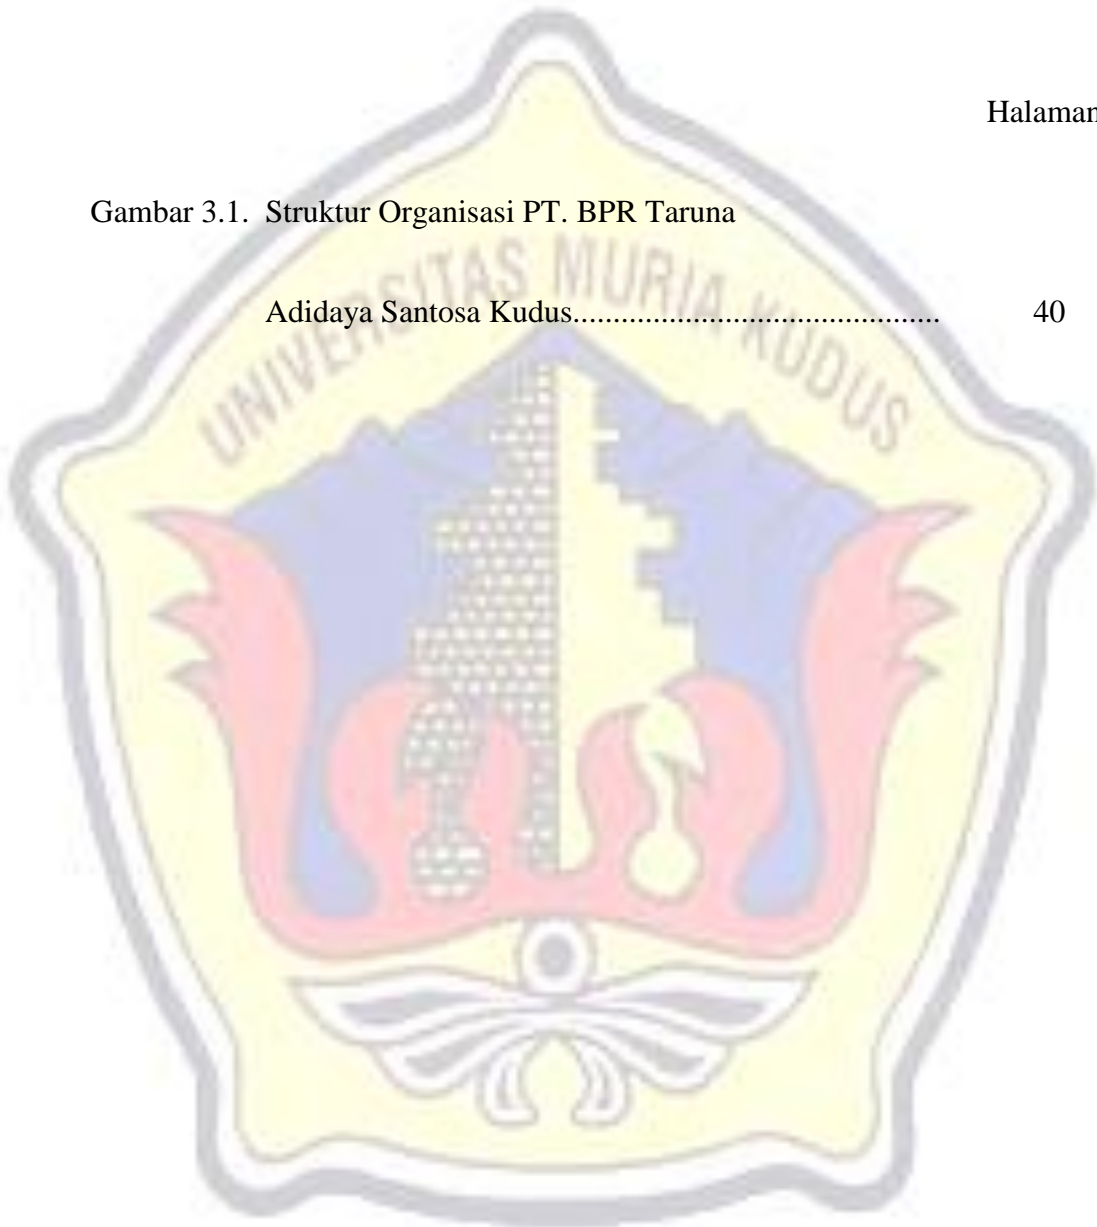 Halaman
Gambar 3.1. Struktur Organisasi PT. BPR Taruna
Adidaya Santosa Kudus............................................. 40
UNIVERSITAS MURIA KUDUS